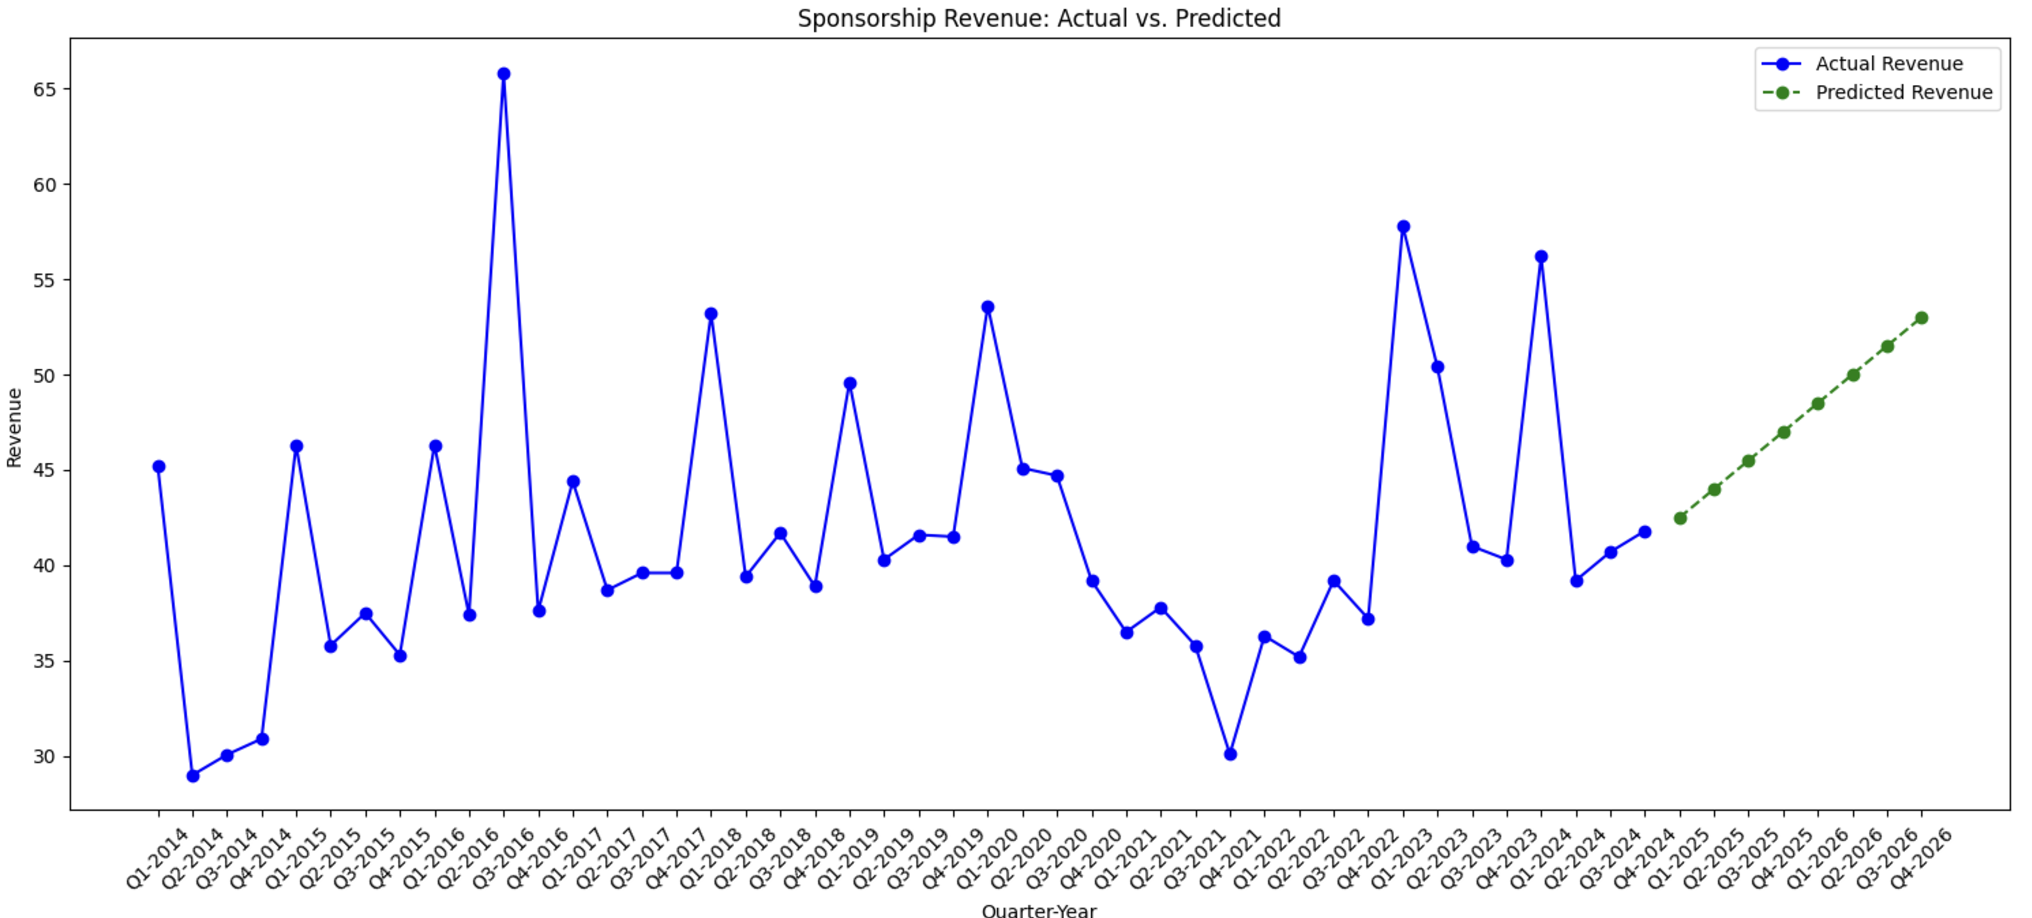 Sponsorship Revenue: Actual vs. Predicted
Actual Revenue
Predicted Revenue
65
60
55
50
45
40
35
30
Revenue
Q1-2014
Q2-2014
Q3-2014
Q4-2014
Q1-2015
Q2-2015
Q3-2015
Q4-2015
Q1-2016
Q2-2016
Q3-2016
Q4-2016
Q1-2017
Q2-2017
Q3-2017
Q4-2017
Q1-2018
Q2-2018
Q3-2018
Q4-2018
Q1-2019
Q2-2019
Q3-2019
Q4-2019
Q1-2020
Q2-2020
Q3-2020
Q4-2020
Q1-2021
Q2-2021
Q3-2021
Q4-2021
Q1-2022
Q2-2022
Q3-2022
Q4-2022
Q1-2023
Q2-2023
Q3-2023
Q4-2023
Q1-2024
Q2-2024
Q3-2024
Q4-2024
Q1-2025
Q2-2025
Q3-2025
Q4-2025
Q1-2026
Q2-2026
Q3-2026
Q4-2026
Quarter-Year